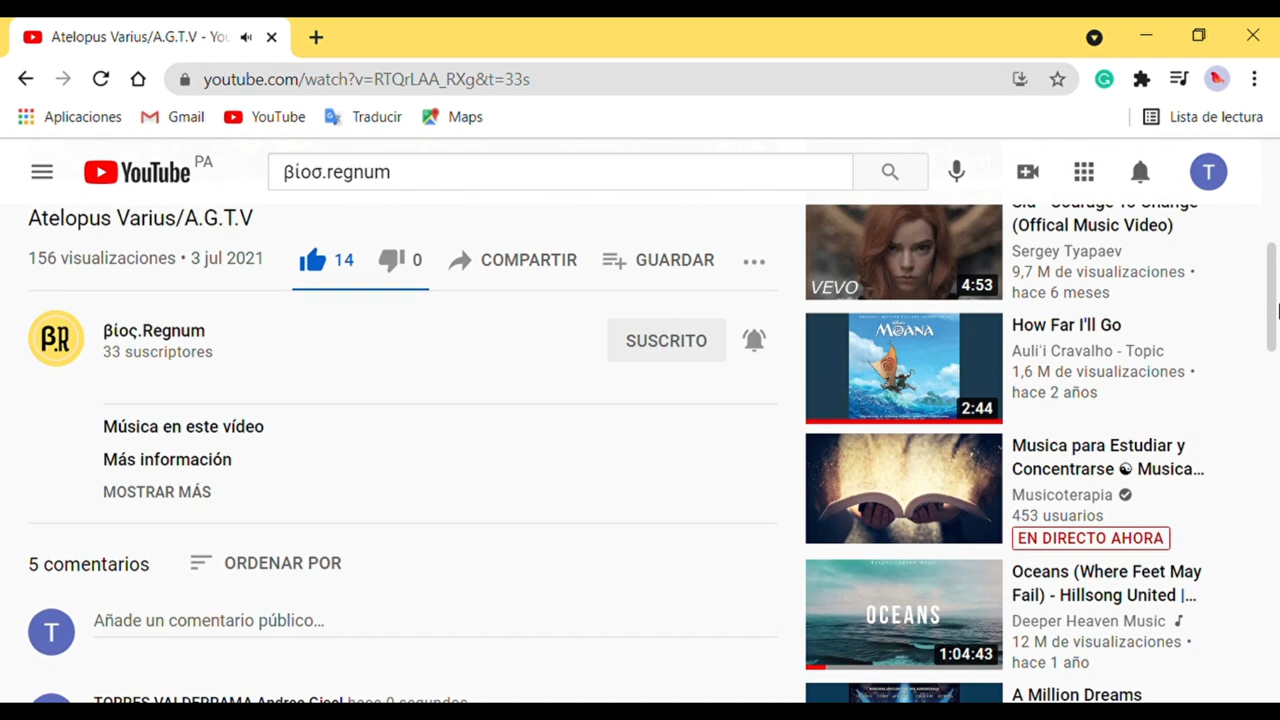 Atelopus Varius/A.G.T.V - You
youtube.com/watch?v=RTQrLAA_RXg&t=33s
Aplicaciones
Gmail
YouTube
Traducir
Maps
Lista de lectura
YouTube PA
βίοσ.regnum
T
Atelopus Varius/A.G.T.V
156 visualizaciones • 3 jul 2021
14
0
COMPARTIR
GUARDAR
β.R
βίος.Regnum
33 suscriptores
SUSCRITO
Música en este vídeo
Más información
MOSTRAR MÁS
5 comentarios
ORDENAR POR
T
Añade un comentario público...
Sia - Courage To Change
(Offical Music Video)
Sergey Tyapaev
9,7 M de visualizaciones •
hace 6 meses
VEVO
4:53
How Far I'll Go
Auli'i Cravalho - Topic
1,6 M de visualizaciones •
hace 2 años
MOANA
2:44
Musica para Estudiar y
Concentrarse ☯ Musica...
Musicoterapia
453 usuarios
EN DIRECTO AHORA
Oceans (Where Feet May
Fail) - Hillsong United |...
Deeper Heaven Music
12 M de visualizaciones •
hace 1 año
OCEANS
1:04:43
A Million Dreams